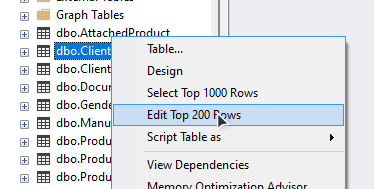 Graph Tables
dbo.AttachedProduct
dbo.Client
dbo.Client
dbo.Docu
dbo.Gende
dbo.Manu
dbo.Produ
dbo.Produ
dbo.Produ
Table...
Design
Select Top 1000 Rows
Edit Top 200 Rows
Script Table as
View Dependencies
Memory Optimization Advisor